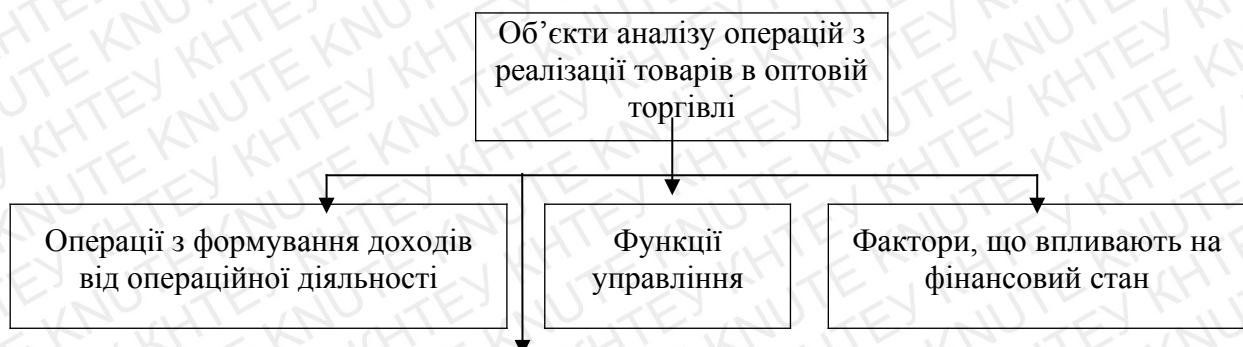 Об’єкти аналізу операцій з
реалізації товарів в оптовій
торгівлі
Операції з формування доходів
від операційної діяльності
Функції
управління
Фактори, що впливають на
фінансовий стан